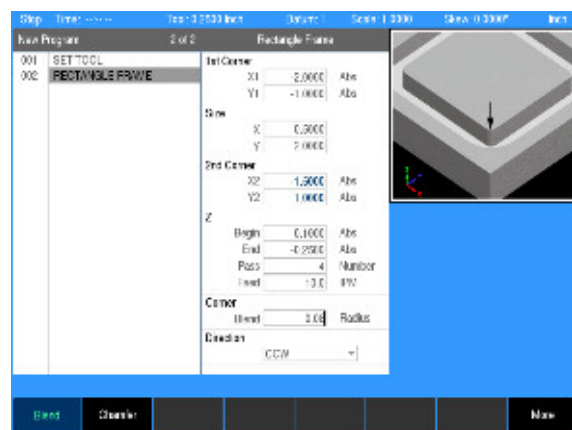 Stop Time: --:--:-- Tool: 0.2500 Inch Datum: 1 Scale: 1.0000 Skew: 0.0000° Inch
New Program 2 of 2 Rectangle Frame
001 SET TOOL
002 RECTANGLE FRAME
1st Corner
X1 -2.0000 Abs
Y1 -1.0000 Abs
Size
X 0.5000
Y 2.0000
2nd Corner
X2 -1.5000 Abs
Y2 1.0000 Abs
Z
Begin 0.1000 Abs
End -0.2500 Abs
Pass 4 Number
Feed IPM
Corner
Blend 0.06 Radius
Direction
CCW
Blend Chamfer More